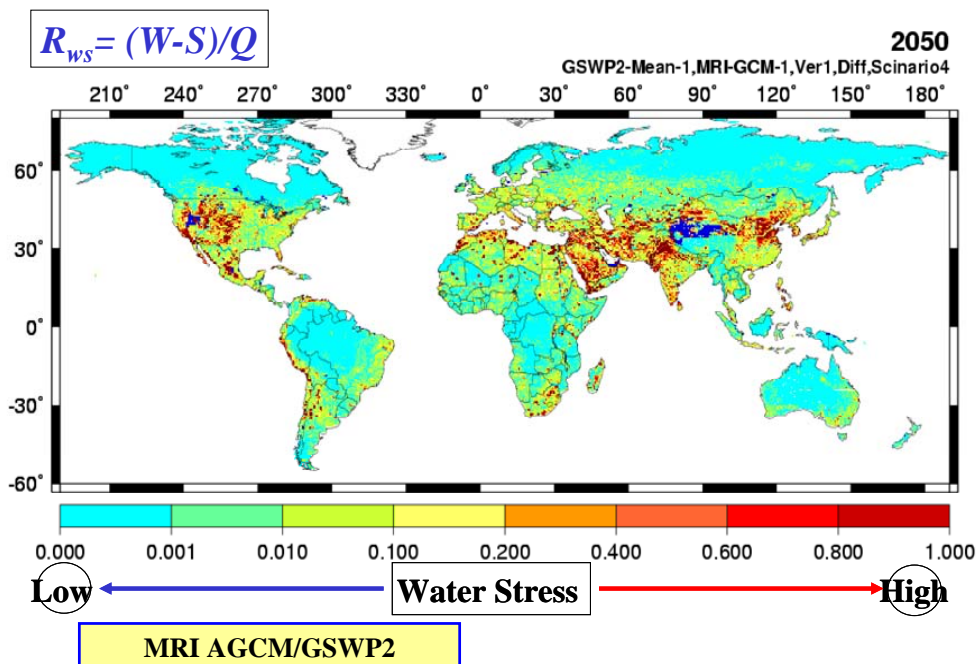 R_ws = (W-S)/Q
2050
GSWP2-Mean-1,MRI-GCM-1,Ver1,Diff,Scinario4
210° 240° 270° 300° 330° 0° 30° 60° 90° 120° 150° 180°
60°
30°
0°
-30°
-60°
0.000 0.001 0.010 0.100 0.200 0.400 0.600 0.800 1.000
Low Water Stress High
MRI AGCM/GSWP2